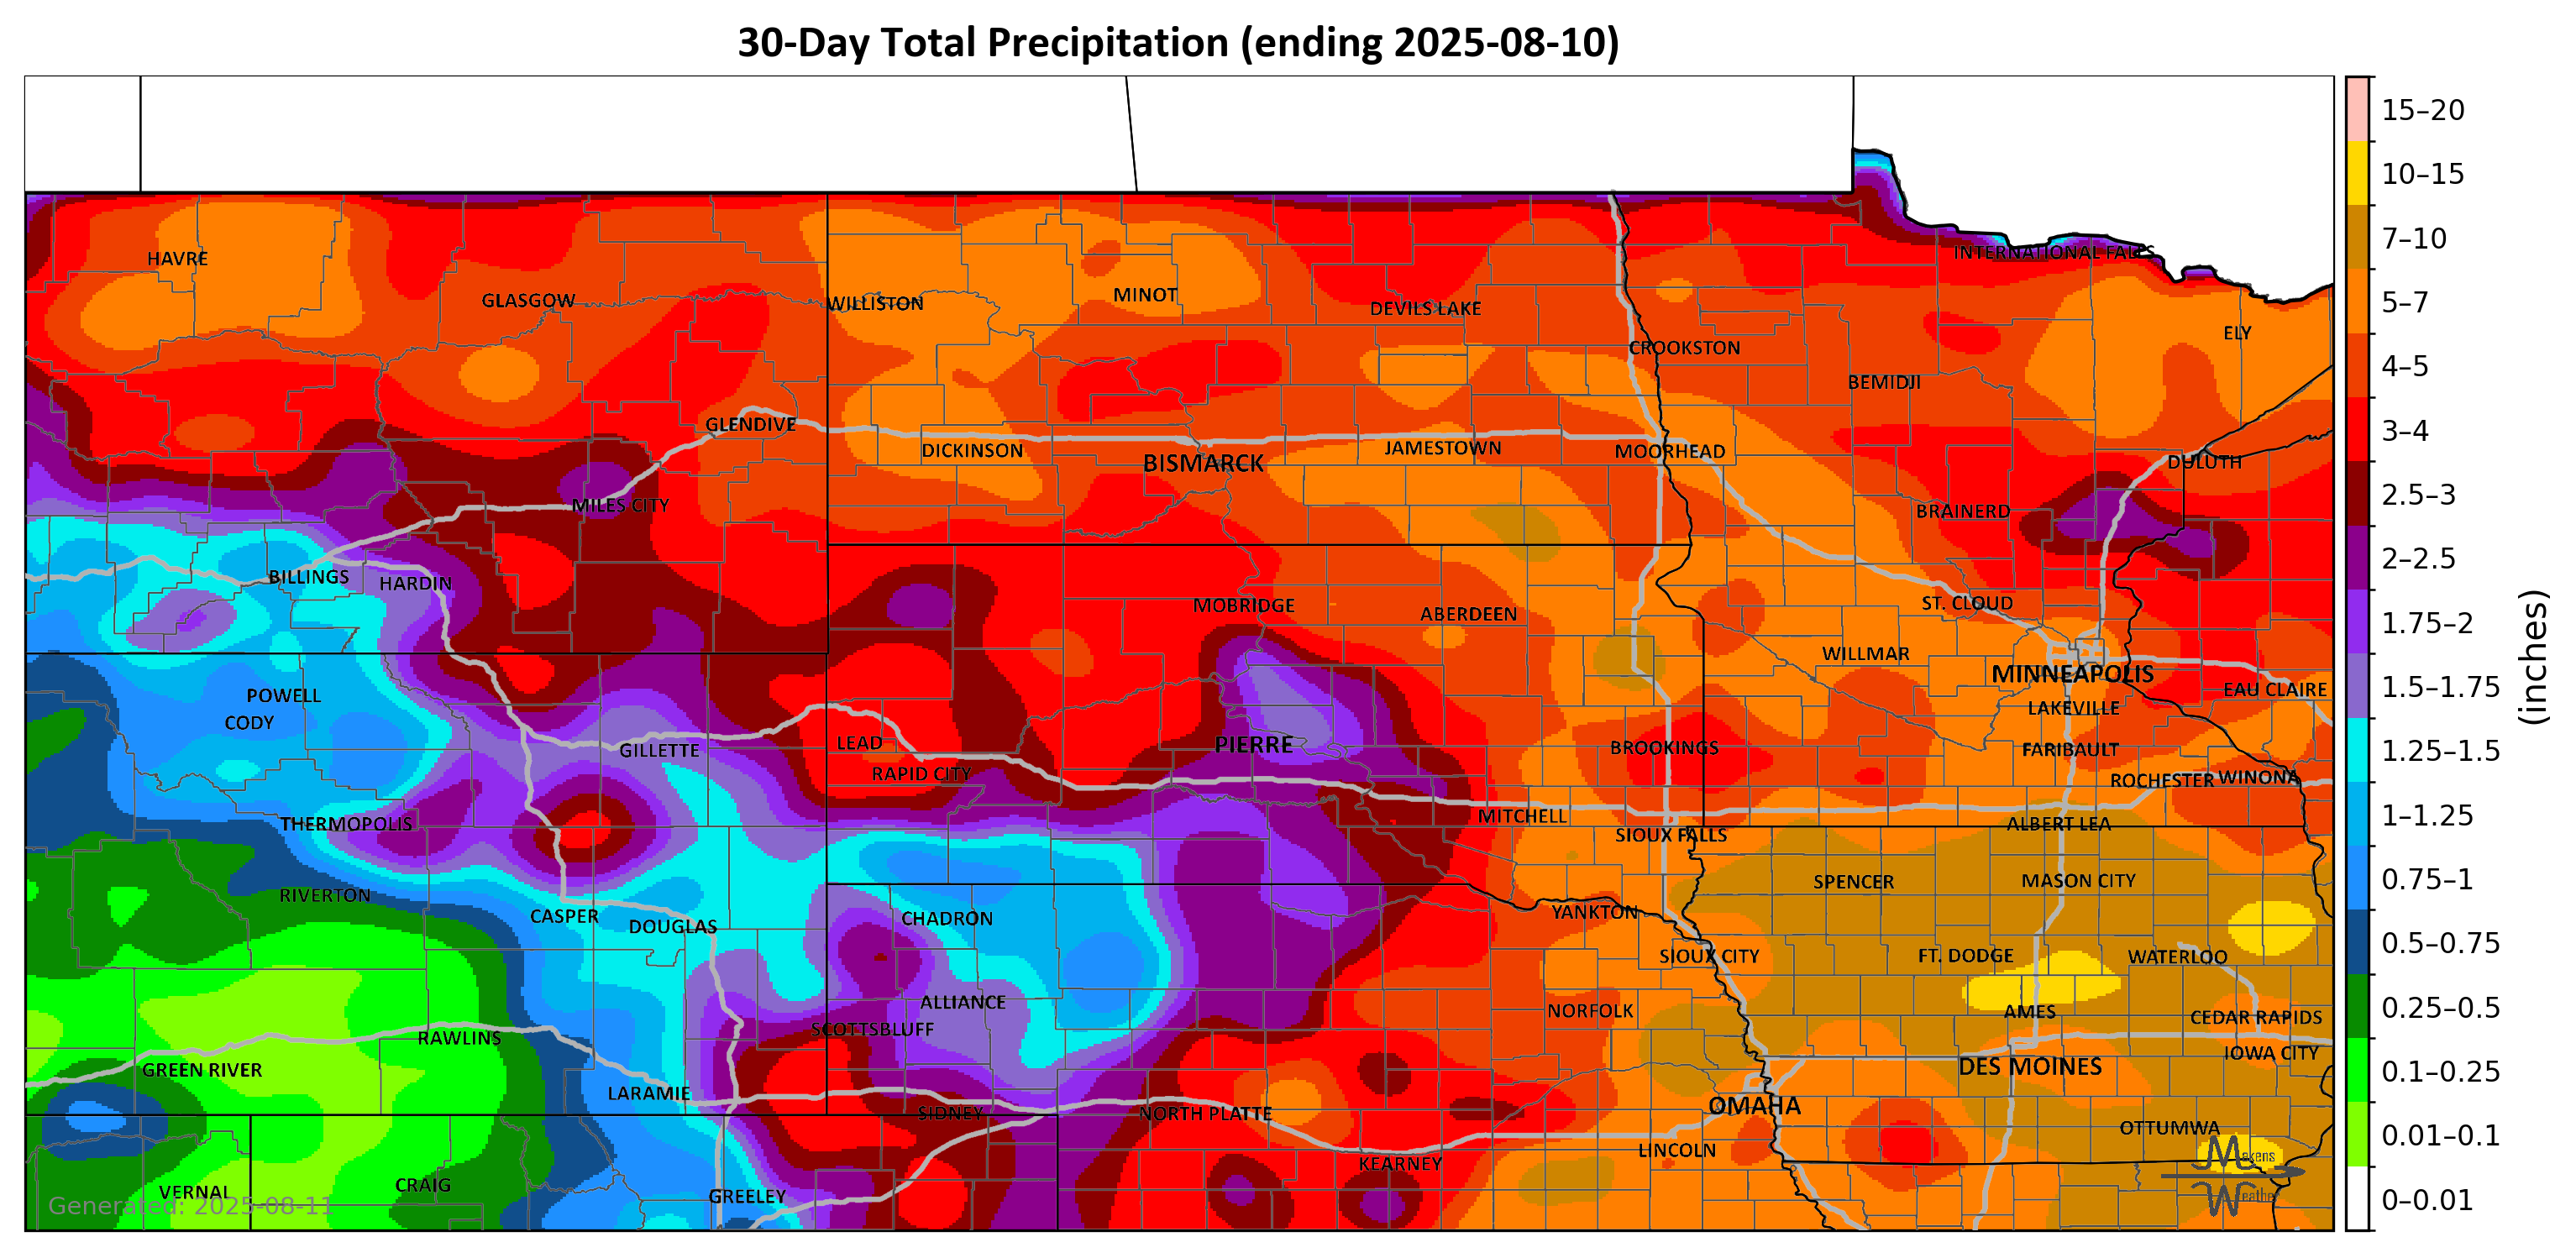 30-Day Total Precipitation (ending 2025-08-10)
15–20
10–15
7–10
5–7
4–5
3–4
2.5–3
2–2.5
1.75–2
1.5–1.75
1.25–1.5
1–1.25
0.75–1
0.5–0.75
0.25–0.5
0.1–0.25
0.01–0.1
0–0.01
(inches)
INTERNATIONAL FALLS
HAVRE
GLASGOW
WILLISTON
MINOT
DEVILS LAKE
ELY
CROOKSTON
BEMIDJI
GLENDIVE
DICKINSON
BISMARCK
JAMESTOWN
MOORHEAD
DULUTH
MILES CITY
BRAINERD
BILLINGS
HARDIN
MOBRIDGE
ABERDEEN
ST. CLOUD
WILLMAR
MINNEAPOLIS
POWELL
CODY
EAU CLAIRE
LAKEVILLE
GILLETTE
LEAD
PIERRE
BROOKINGS
FARIBAULT
RAPID CITY
ROCHESTER
WINONA
THERMOPOLIS
MITCHELL
SIOUX FALLS
ALBERT LEA
RIVERTON
SPENCER
MASON CITY
CASPER
DOUGLAS
CHADRON
YANKTON
SIOUX CITY
FT. DODGE
WATERLOO
ALLIANCE
NORFOLK
AMES
CEDAR RAPIDS
SCOTTSBLUFF
RAWLINS
GREEN RIVER
DES MOINES
IOWA CITY
LARAMIE
SIDNEY
NORTH PLATTE
OMAHA
OTTUMWA
LINCOLN
KEARNEY
VERNAL
CRAIG
GREELEY
Generated: 2025-08-11
Makens
Weather